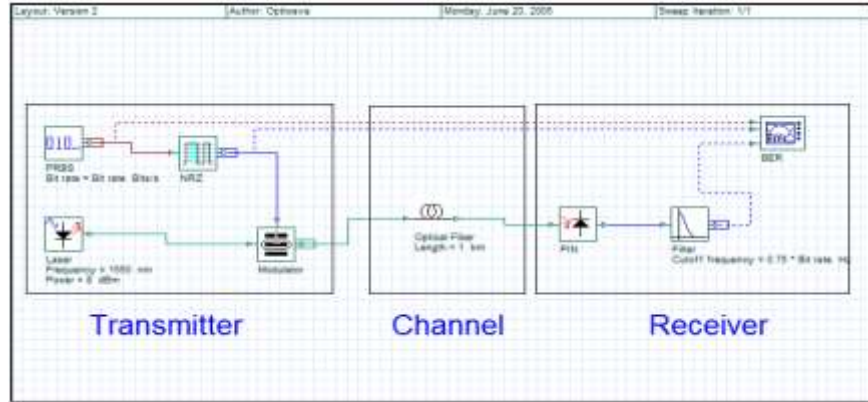 Layout: Version 2
Author: Optiwave
Monday, June 20, 2005
Sweep Iteration: 1/1
010..
PRBS
Bit rate = Bit rate Bits/s
NRZ
Laser
Frequency = 1550 nm
Power = 0 dBm
Modulator
Optical Fiber
Length = 1 km
PIN
Filter
Cutoff frequency = 0.75 * Bit rate Hz
BER
Transmitter
Channel
Receiver